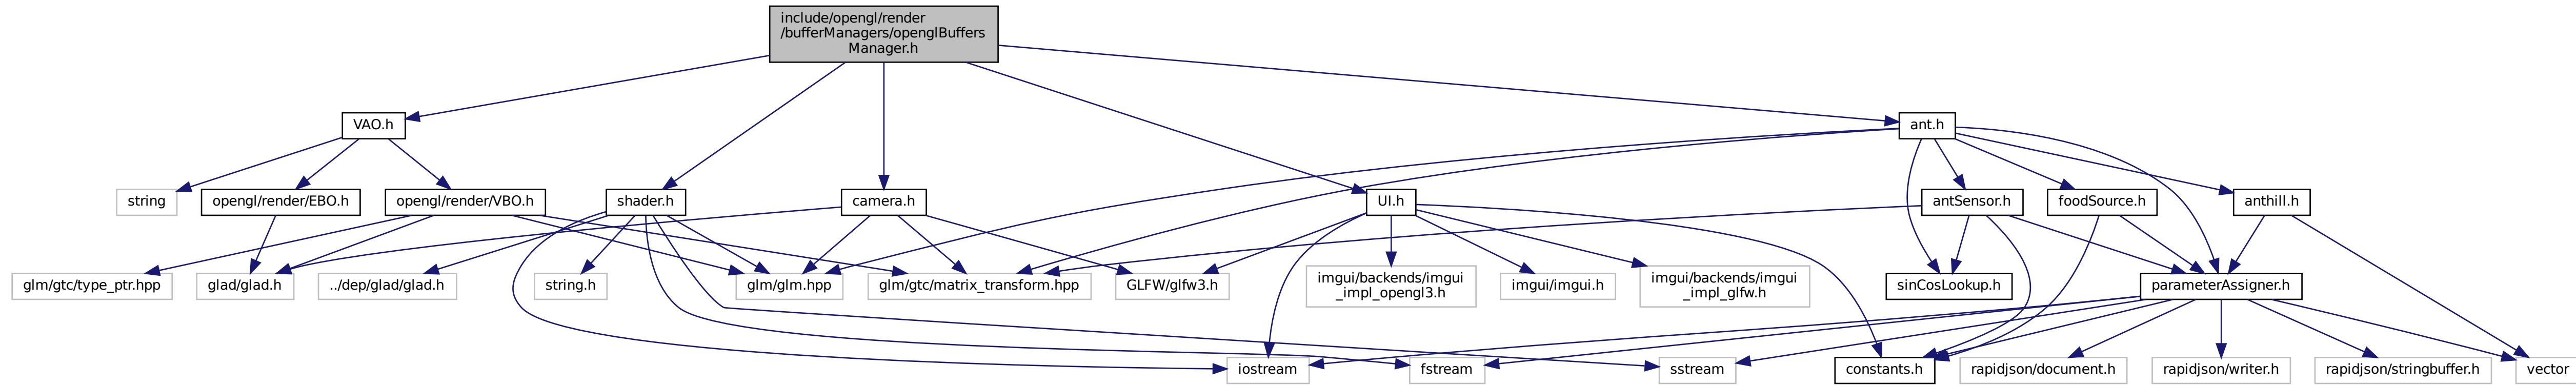 include/opengl/render
/bufferManagers/openglBuffers
Manager.h
VAO.h
ant.h
string
opengl/render/EBO.h
opengl/render/VBO.h
shader.h
camera.h
UI.h
antSensor.h
foodSource.h
anthill.h
glm/gtc/type_ptr.hpp
glad/glad.h
../dep/glad/glad.h
string.h
glm/glm.hpp
glm/gtc/matrix_transform.hpp
GLFW/glfw3.h
imgui/backends/imgui
_impl_opengl3.h
imgui/imgui.h
imgui/backends/imgui
_impl_glfw.h
sinCosLookup.h
parameterAssigner.h
iostream
fstream
sstream
constants.h
rapidjson/document.h
rapidjson/writer.h
rapidjson/stringbuffer.h
vector